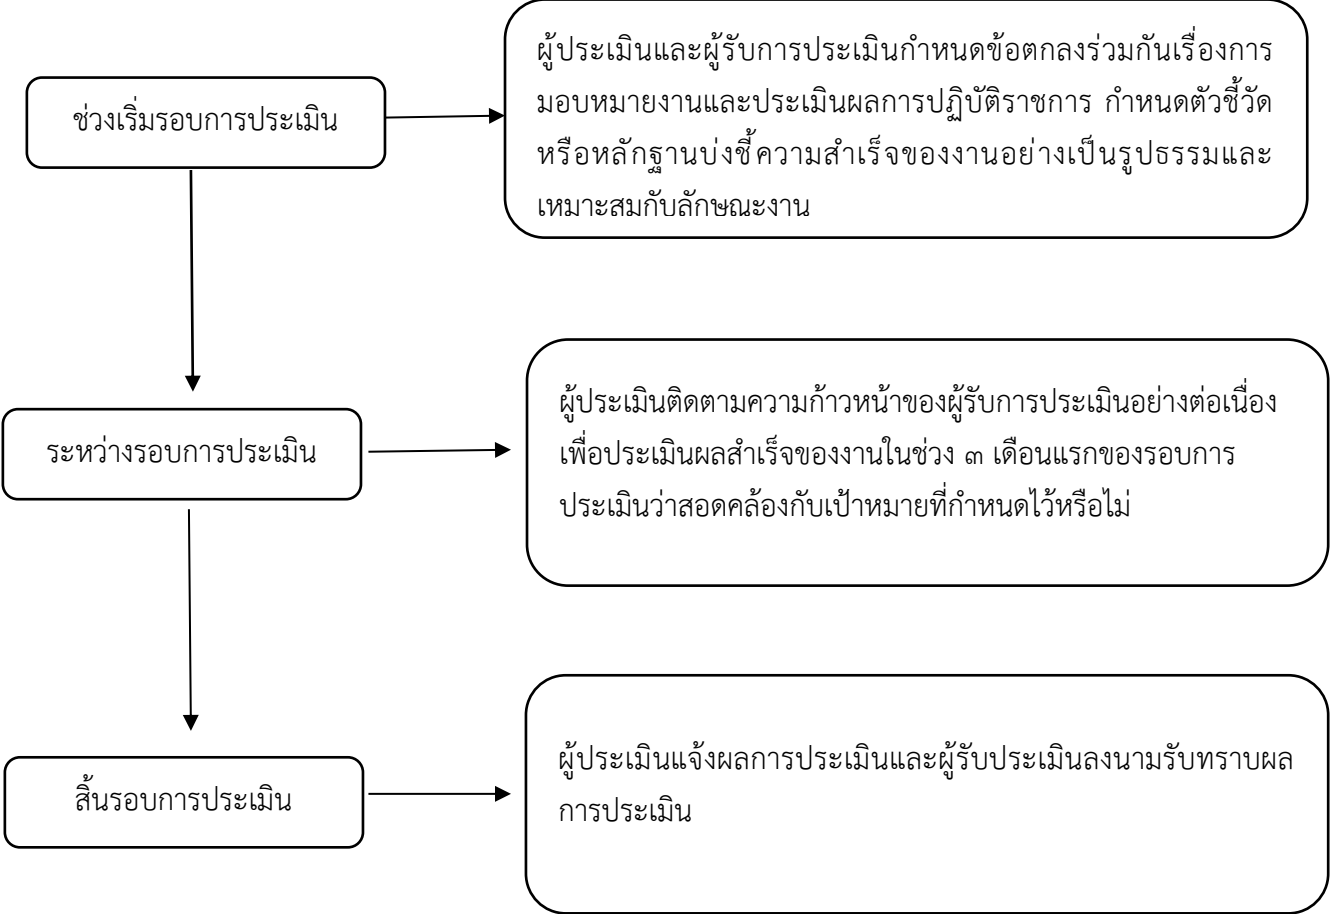 ช่วงเริ่มรอบการประเมิน
ผู้ประเมินและผู้รับการประเมินกำหนดข้อตกลงร่วมกันเรื่องการ
มอบหมายงานและประเมินผลการปฏิบัติราชการ กำหนดตัวชี้วัด
หรือหลักฐานบ่งชี้ความสำเร็จของงานอย่างเป็นรูปธรรมและ
เหมาะสมกับลักษณะงาน
ระหว่างรอบการประเมิน
ผู้ประเมินติดตามความก้าวหน้าของผู้รับการประเมินอย่างต่อเนื่อง
เพื่อประเมินผลสำเร็จของงานในช่วง ๓ เดือนแรกของรอบการ
ประเมินว่าสอดคล้องกับเป้าหมายที่กำหนดไว้หรือไม่
สิ้นรอบการประเมิน
ผู้ประเมินแจ้งผลการประเมินและผู้รับประเมินลงนามรับทราบผล
การประเมิน